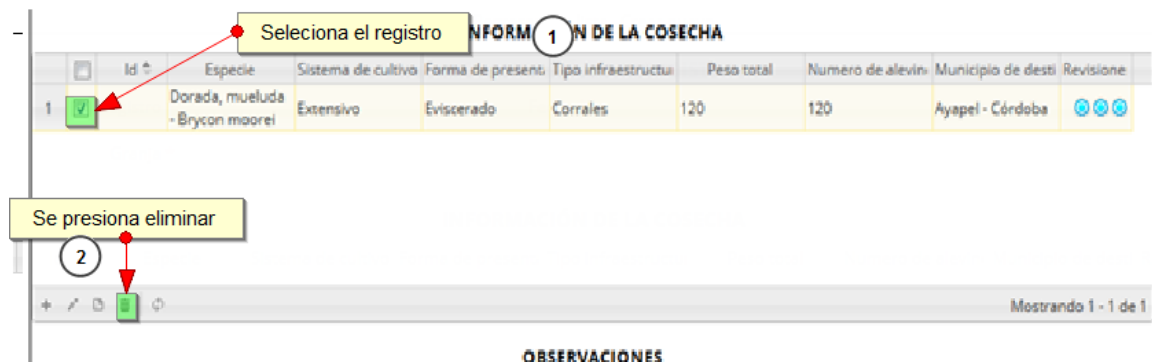 Seleciona el registro
NFORM 1 N DE LA COSECHA
Id Especie Sistema de cultivo Forma de present Tipo infraestructu Peso total Numero de alevin Municipio de desti Revisione
1 Dorada, mueluda - Brycon moorei Extensivo Eviscerado Corrales 120 120 Ayapel - Córdoba
Se presiona eliminar
2
Mostrando 1 - 1 de 1
OBSERVACIONES